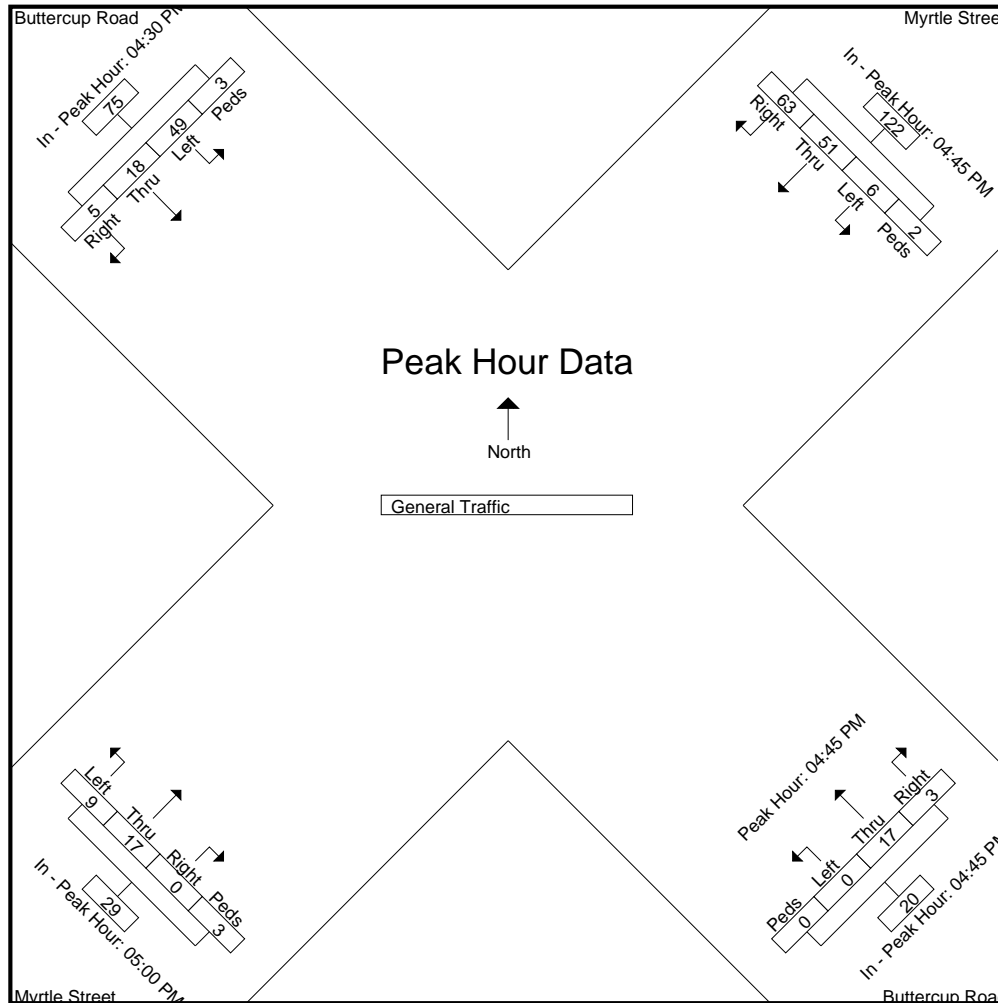 Buttercup Road
In - Peak Hour: 04:30 PM
75
5
18
49
3
Right
Thru
Left
Peds
Myrtle Stree
In - Peak Hour: 04:45 PM
122
63
51
6
2
Right
Thru
Left
Peds
Peak Hour Data
North
General Traffic
Left
Thru
Right
Peds
9
17
0
3
29
In - Peak Hour: 05:00 PM
Myrtle Street
Peak Hour: 04:45 PM
Peds
Left
Thru
Right
0
0
17
3
20
In - Peak Hour: 04:45 PM
Buttercup Roa